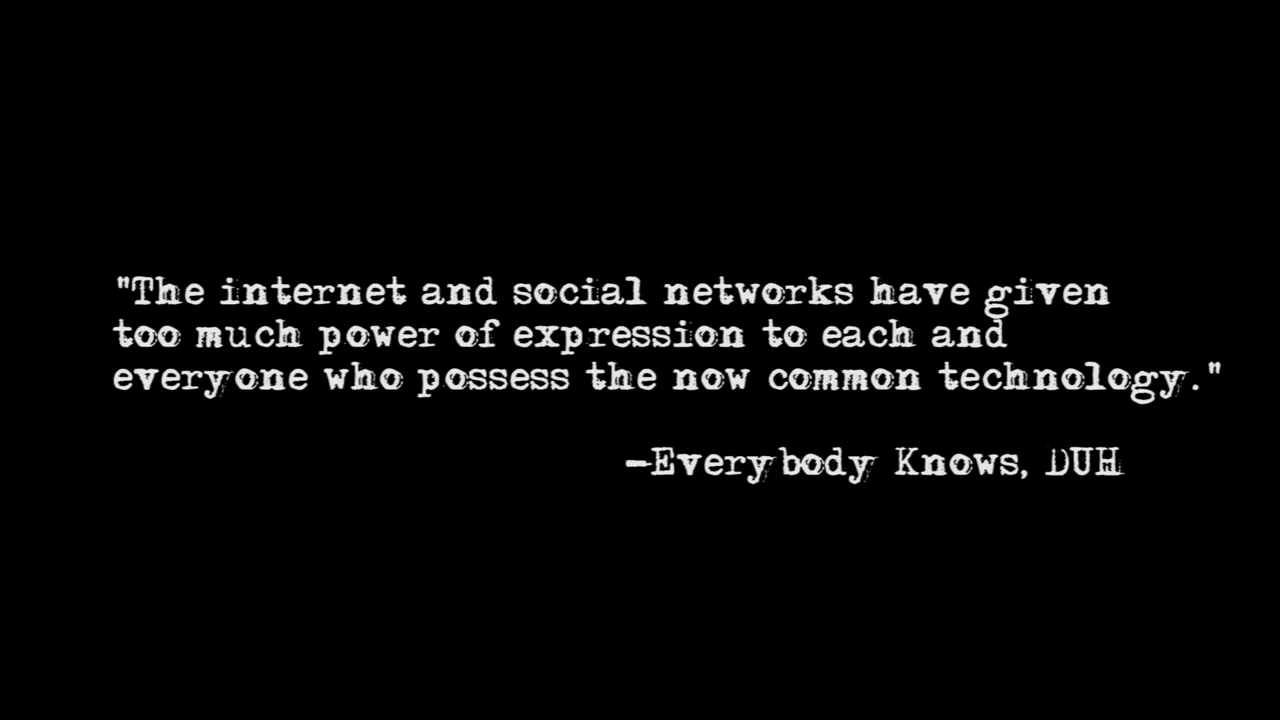 "The internet and social networks have given
too much power of expression to each and
everyone who possess the now common technology."
–Everybody Knows, DUH